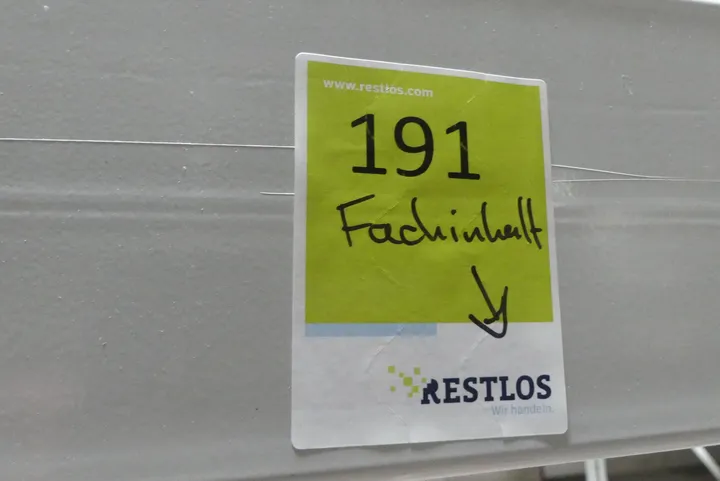 www.restlos.com
191
Fachinhalt
RESTLOS
Wir handeln.